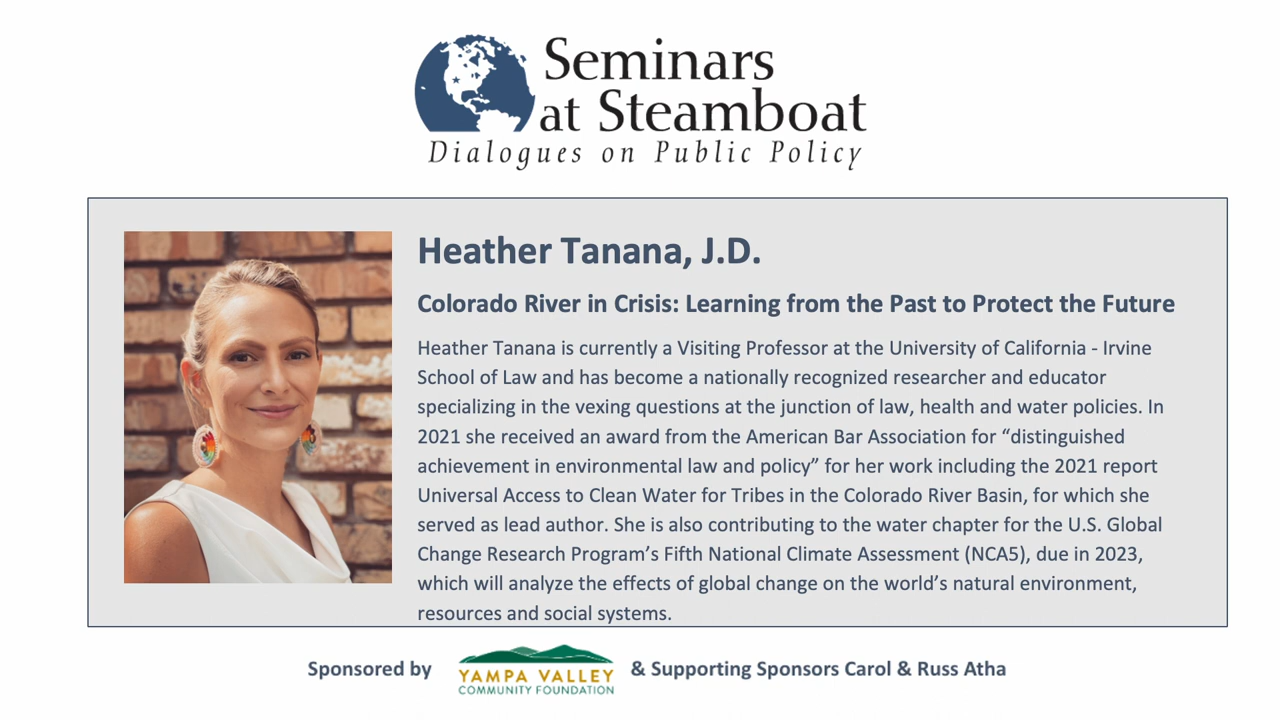 Seminars
at Steamboat
Dialogues on Public Policy
Heather Tanana, J.D.
Colorado River in Crisis: Learning from the Past to Protect the Future
Heather Tanana is currently a Visiting Professor at the University of California - Irvine
School of Law and has become a nationally recognized researcher and educator
specializing in the vexing questions at the junction of law, health and water policies. In
2021 she received an award from the American Bar Association for “distinguished
achievement in environmental law and policy” for her work including the 2021 report
Universal Access to Clean Water for Tribes in the Colorado River Basin, for which she
served as lead author. She is also contributing to the water chapter for the U.S. Global
Change Research Program’s Fifth National Climate Assessment (NCA5), due in 2023,
which will analyze the effects of global change on the world’s natural environment,
resources and social systems.
Sponsored by
YAMPA VALLEY
COMMUNITY FOUNDATION
& Supporting Sponsors Carol & Russ Atha